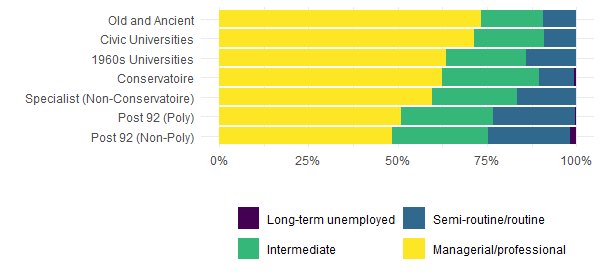 Old and Ancient
Civic Universities
1960s Universities
Conservatoire
Specialist (Non-Conservatoire)
Post 92 (Poly)
Post 92 (Non-Poly)
0% 25% 50% 75% 100%
Long-term unemployed Semi-routine/routine
Intermediate Managerial/professional